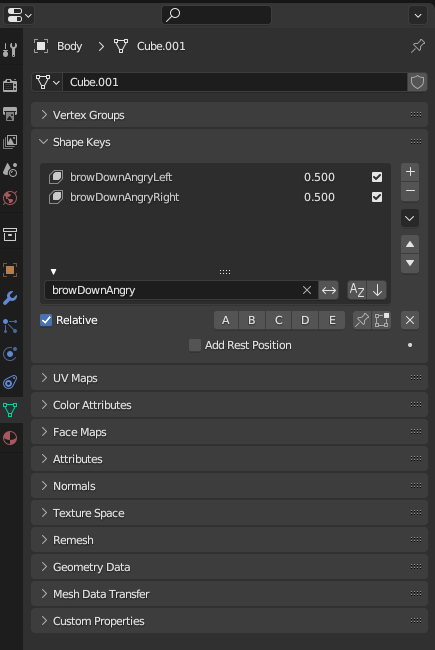 Body
Cube.001
Cube.001
Vertex Groups
Shape Keys
browDownAngryLeft 0.500
browDownAngryRight 0.500
browDownAngry
AZ
Relative A B C D E
Add Rest Position
UV Maps
Color Attributes
Face Maps
Attributes
Normals
Texture Space
Remesh
Geometry Data
Mesh Data Transfer
Custom Properties